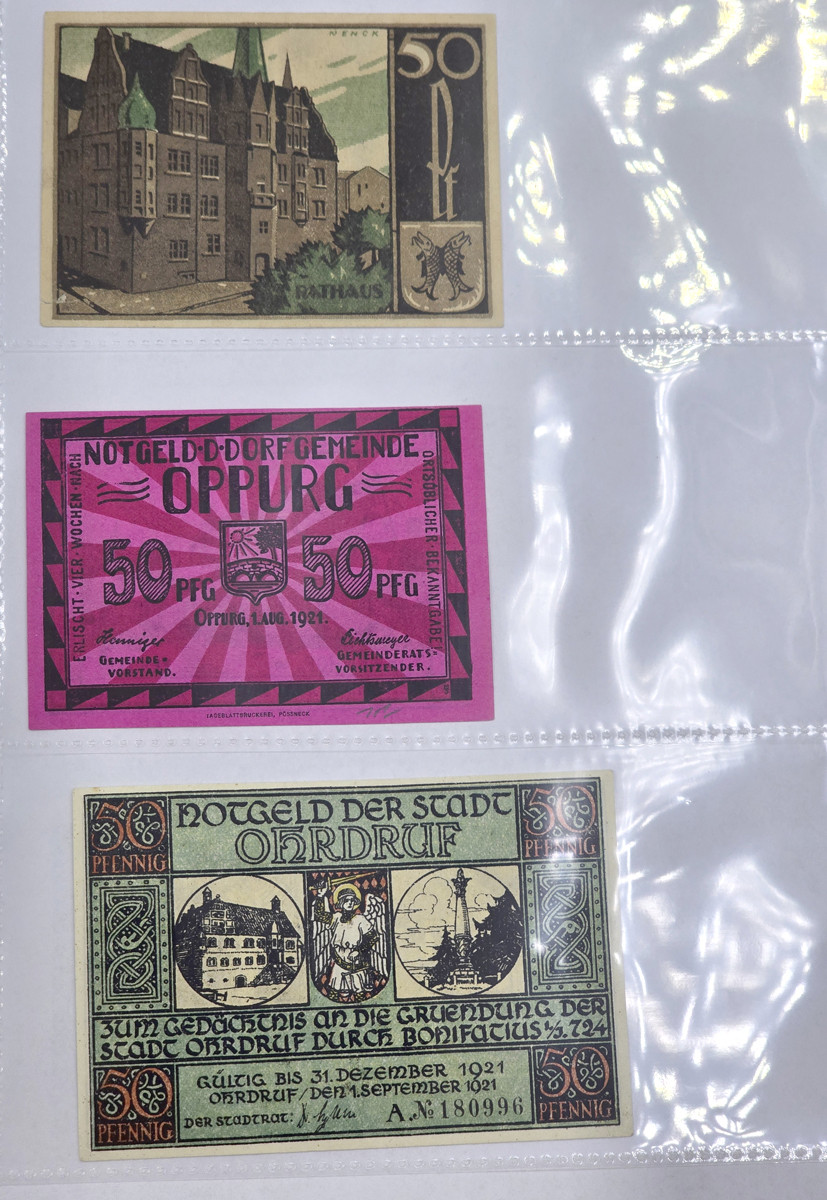 NENCK
50
Pf
RATHAUS
NOTGELD·D·DORFGEMEINDE
OPPURG
ERLISCHT·VIER·WOCHEN·NACH
ORTSÜBLICHER·BEKANNTGABE
50 PFG 50 PFG
OPPURG, 1. AUG. 1921.
GEMEINDE=
VORSTAND.
GEMEINDERATS=
VORSITZENDER.
TAGEBLATTDRUCKEREI, PÖSSNECK
50
PFENNIG
NOTGELD DER STADT
OHRDRUF
50
PFENNIG
ZUM GEDÄCHTNIS AN DIE GRUENDUNG DER
STADT OHRDRUF DURCH BONIFATIUS
724
50
PFENNIG
GÜLTIG BIS 31. DEZEMBER 1921
OHRDRUF/DEN 1. SEPTEMBER 1921
DER STADTRAT:
A.№ 180996
50
PFENNIG